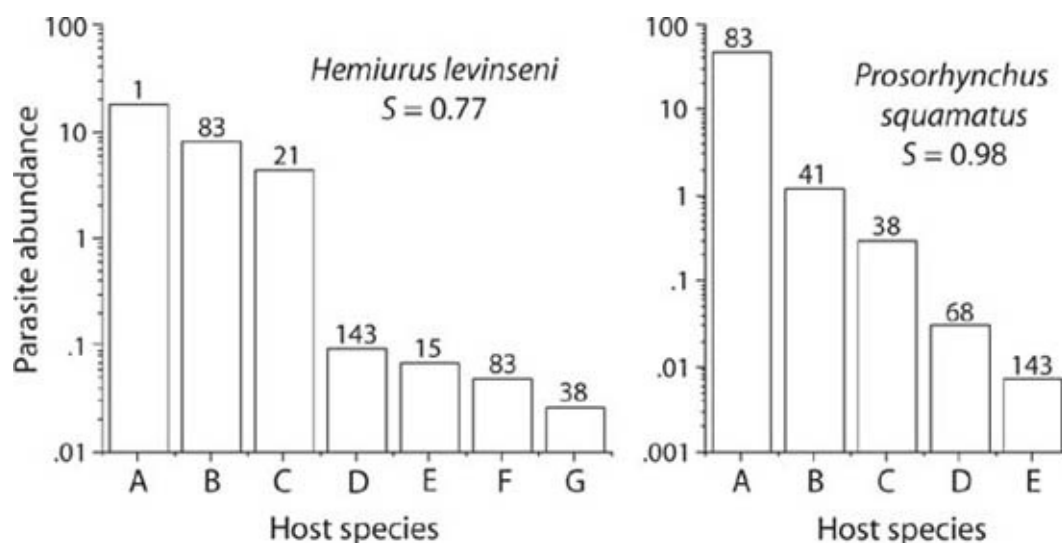 100
10
1
.1
.01
Parasite abundance
Hemiurus levinseni
S = 0.77
1
83
21
143
15
83
38
A B C D E F G
Host species
100
10
1
.1
.01
.001
Prosorhynchus
squamatus
S = 0.98
83
41
38
68
143
A B C D E
Host species